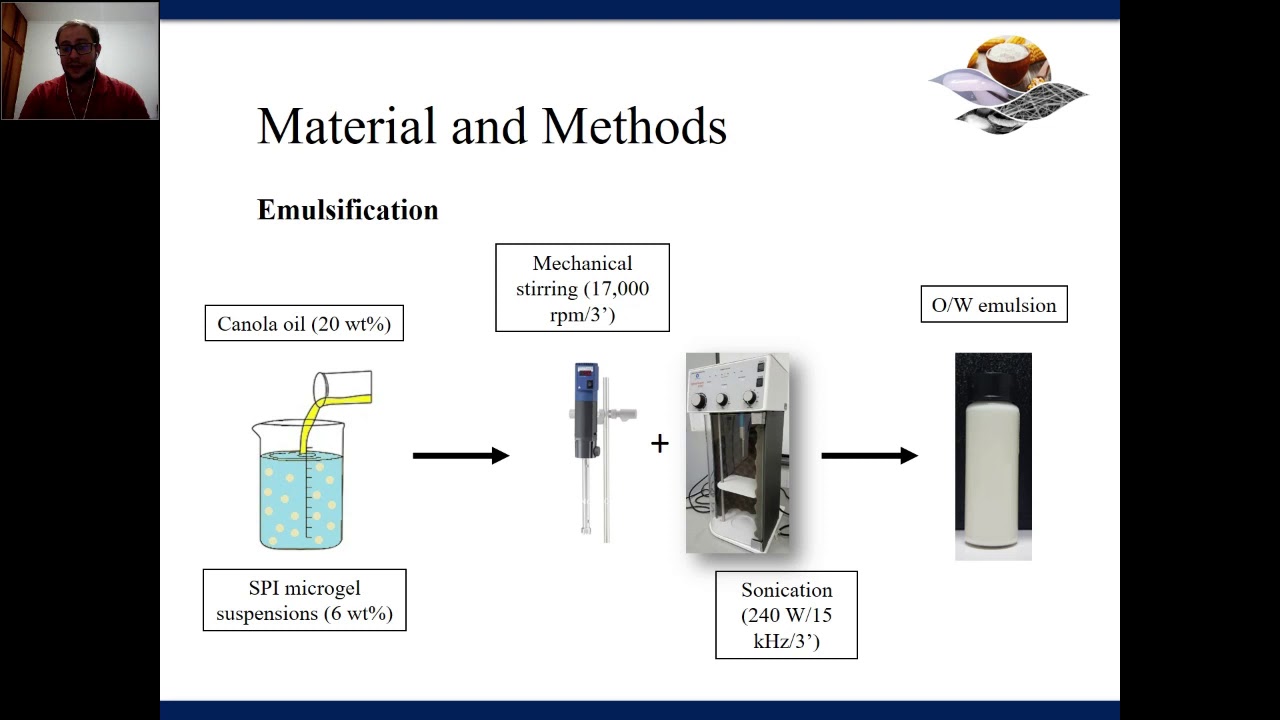 Material and Methods
Emulsification
Canola oil (20 wt%)
SPI microgel
suspensions (6 wt%)
Mechanical
stirring (17,000
rpm/3’)
+
Sonication
(240 W/15
kHz/3’)
O/W emulsion